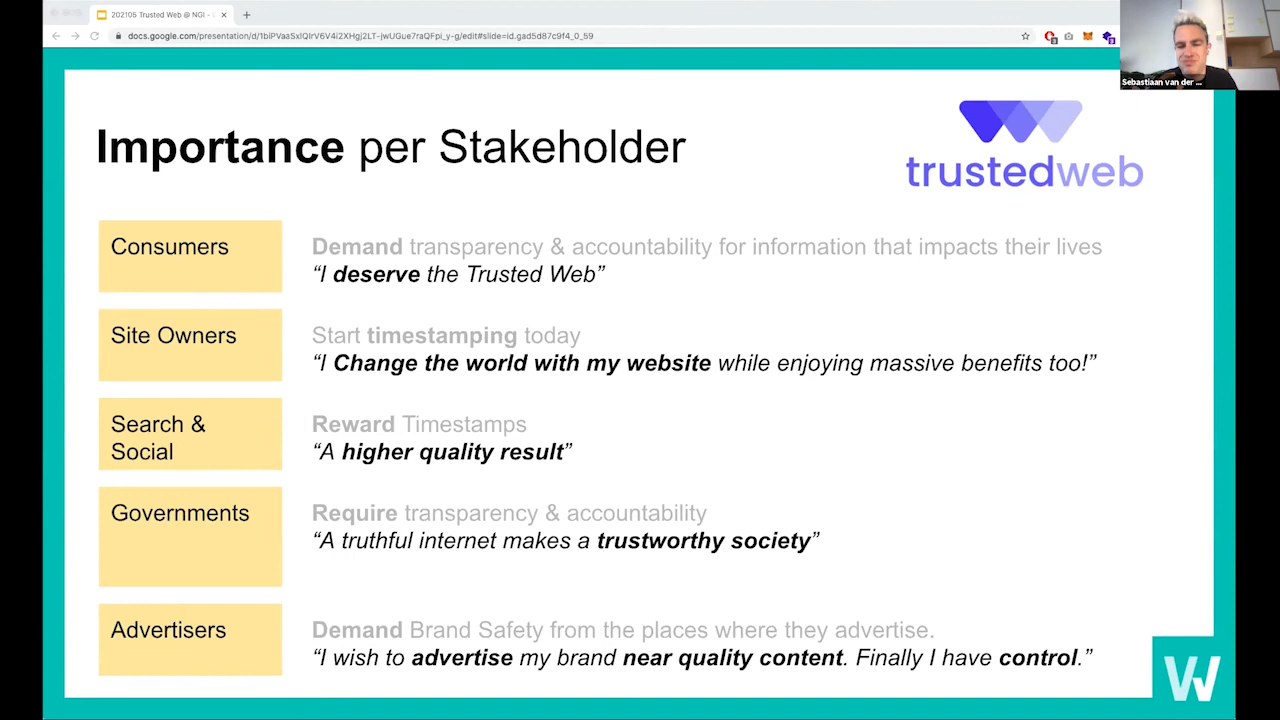 202105 Trusted Web @ NGI -
docs.google.com/presentation/d/1biPVaaSxlQIrV6V4i2XHgj2LT-jwUGue7raQFpi_y-g/edit#slide=id.gad5d87c9f4_0_59
Sebastiaan van der ...
Importance per Stakeholder
trustedweb
Consumers
Demand transparency & accountability for information that impacts their lives
“I deserve the Trusted Web”
Site Owners
Start timestamping today
“I Change the world with my website while enjoying massive benefits too!”
Search &
Social
Reward Timestamps
“A higher quality result”
Governments
Require transparency & accountability
“A truthful internet makes a trustworthy society”
Advertisers
Demand Brand Safety from the places where they advertise.
“I wish to advertise my brand near quality content. Finally I have control.”
W